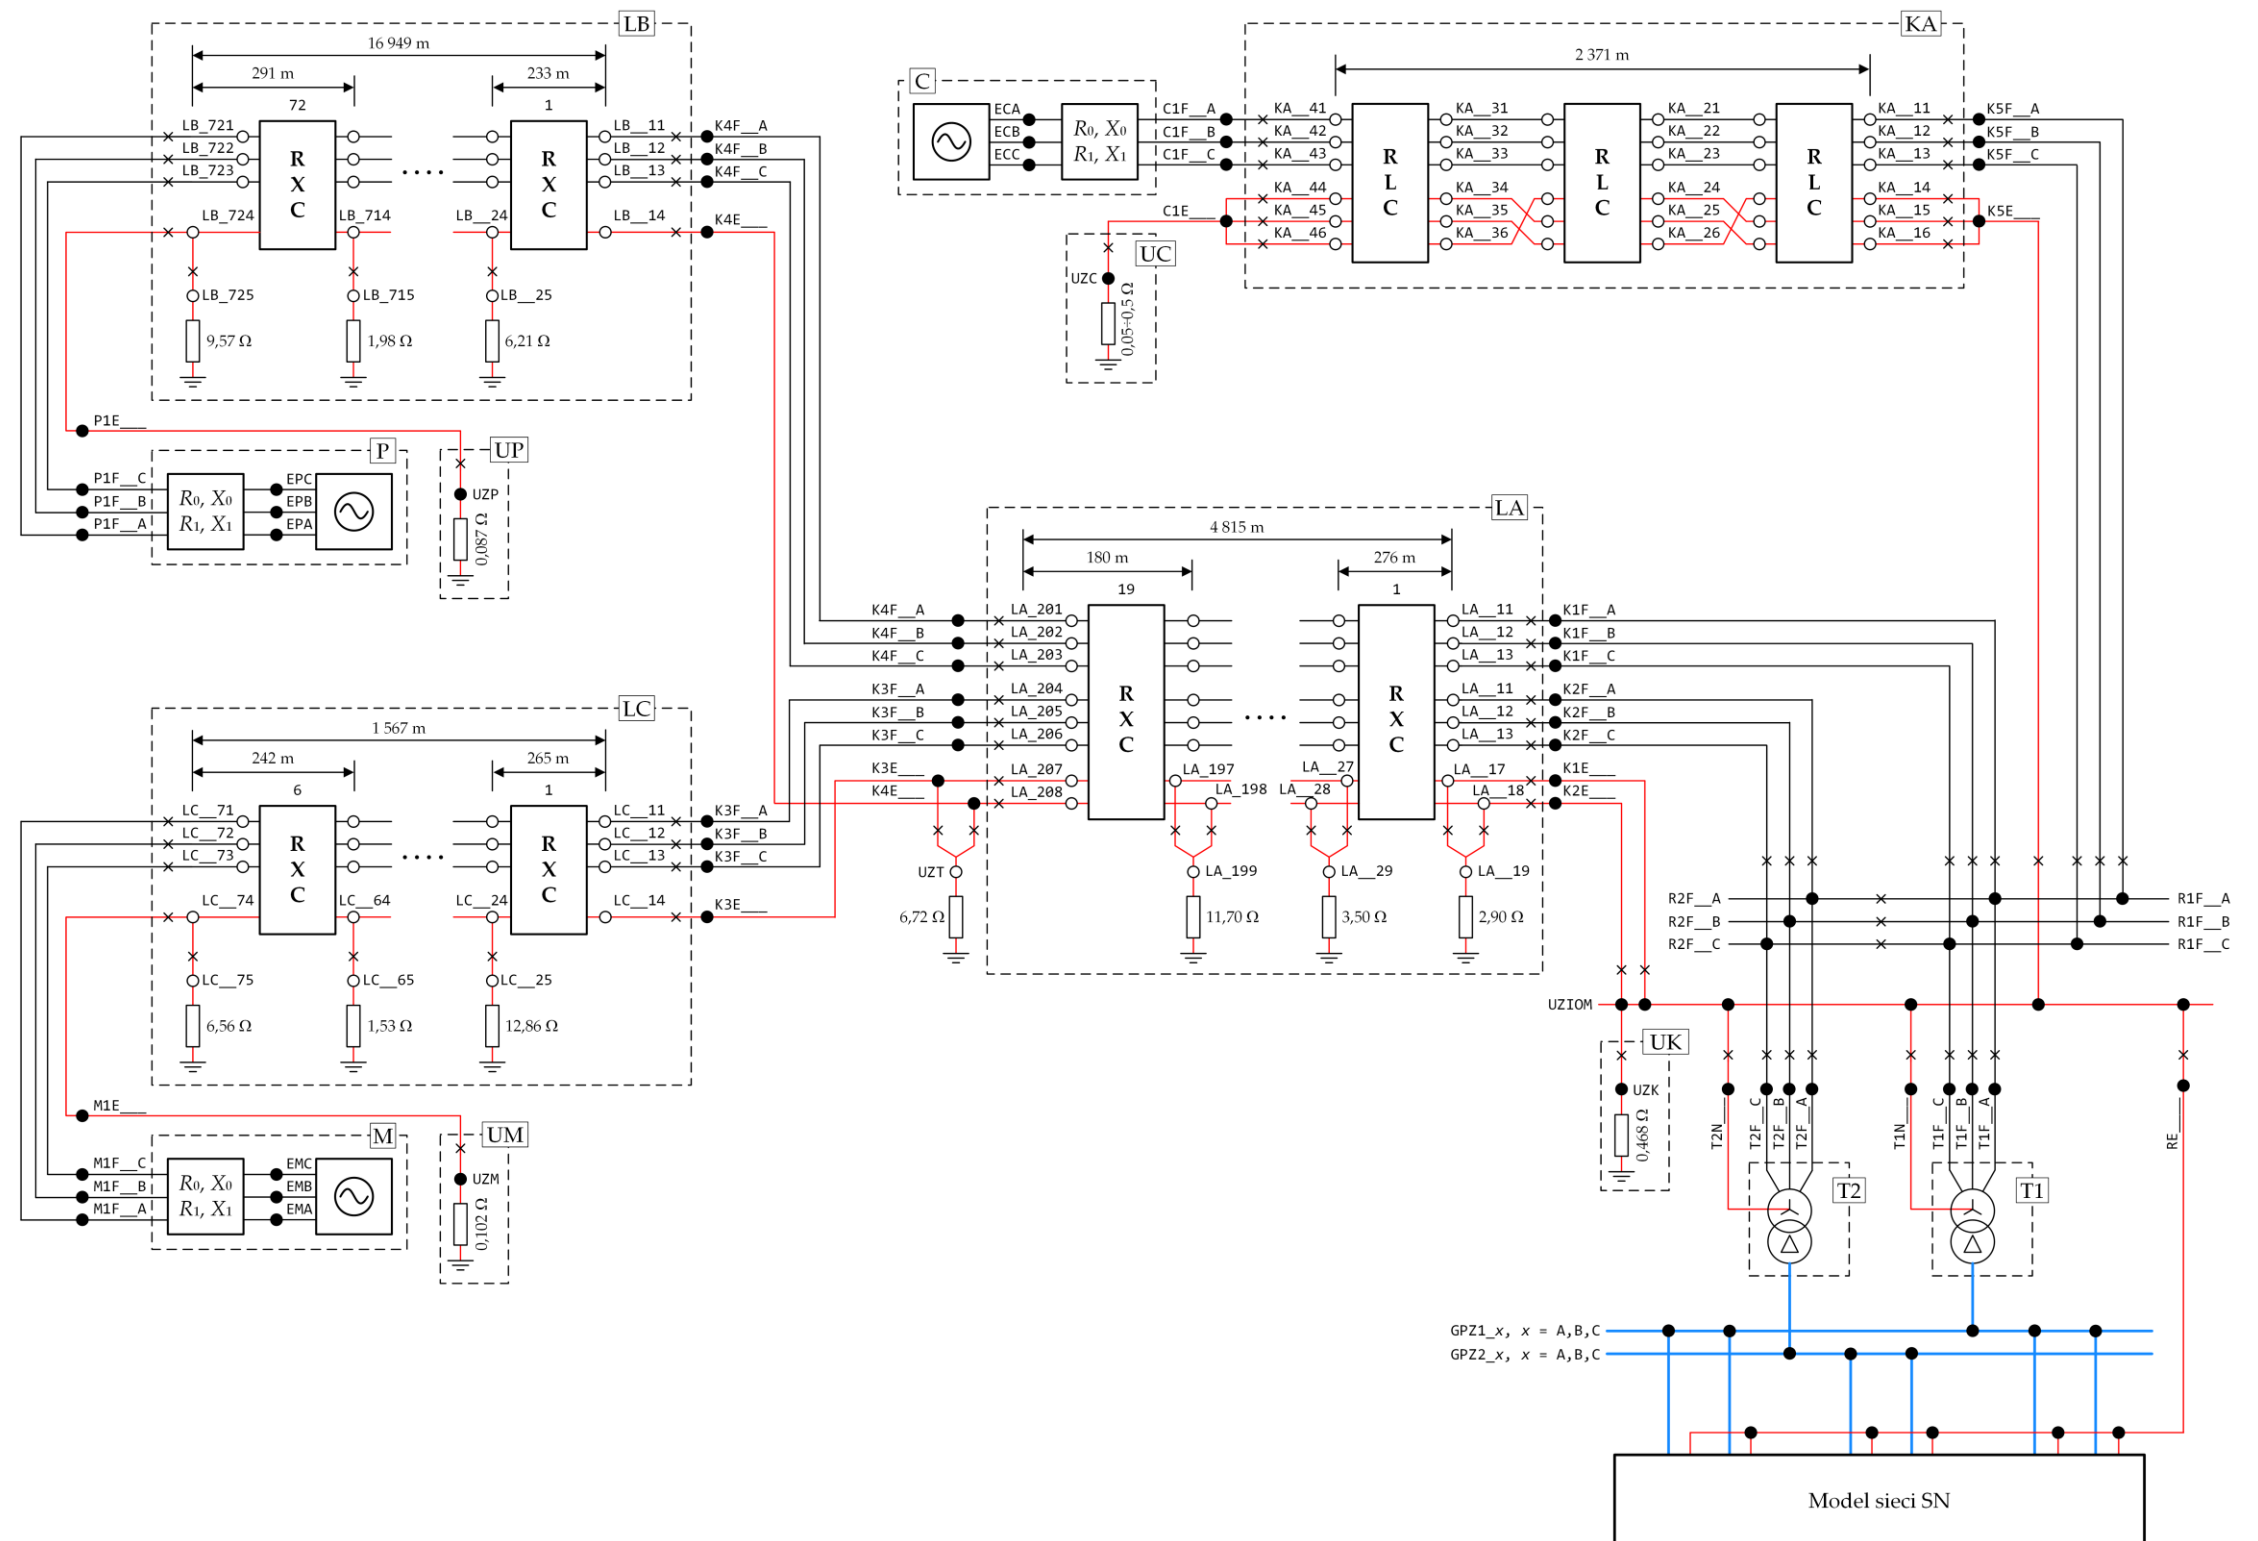 LB
16 949 m
291 m
233 m
72
1
LB_721
LB_722
LB_723
LB_724
LB_714
LB__24
R
X
C
R
X
C
LB__11
LB__12
LB__13
LB__14
K4F__A
K4F__B
K4F__C
K4E___
LB_725
LB_715
LB__25
9,57 Ω
1,98 Ω
6,21 Ω
P1E___
P
P1F__C
P1F__B
P1F__A
R0, X0
R1, X1
EPC
EPB
EPA
UP
UZP
0,087 Ω
C
ECA
ECB
ECC
R0, X0
R1, X1
C1F__A
C1F__B
C1F__C
C1E___
UC
UZC
0,05÷0,5 Ω
KA
2 371 m
KA__41
KA__42
KA__43
KA__44
KA__45
KA__46
R
L
C
KA__31
KA__32
KA__33
KA__34
KA__35
KA__36
R
L
C
KA__21
KA__22
KA__23
KA__24
KA__25
KA__26
R
L
C
KA__11
KA__12
KA__13
KA__14
KA__15
KA__16
K5F__A
K5F__B
K5F__C
K5E___
LA
4 815 m
180 m
276 m
19
1
K4F__A
K4F__B
K4F__C
K3F__A
K3F__B
K3F__C
K3E___
K4E___
LA_201
LA_202
LA_203
LA_204
LA_205
LA_206
LA_207
LA_208
R
X
C
R
X
C
LA_197
LA_198
LA__27
LA__28
LA__11
LA__12
LA__13
LA__11
LA__12
LA__13
LA__17
LA__18
K1F__A
K1F__B
K1F__C
K2F__A
K2F__B
K2F__C
K1E___
K2E___
UZT
LA_199
LA__29
LA__19
6,72 Ω
11,70 Ω
3,50 Ω
2,90 Ω
LC
1 567 m
242 m
265 m
6
1
LC__71
LC__72
LC__73
LC__74
LC__64
LC__24
R
X
C
R
X
C
LC__11
LC__12
LC__13
LC__14
K3F__A
K3F__B
K3F__C
K3E___
LC__75
LC__65
LC__25
6,56 Ω
1,53 Ω
12,86 Ω
M1E___
M
M1F__C
M1F__B
M1F__A
R0, X0
R1, X1
EMC
EMB
EMA
UM
UZM
0,102 Ω
R2F__A
R2F__B
R2F__C
R1F__A
R1F__B
R1F__C
UZIOM
UK
UZK
0,468 Ω
T2N___
T2F__C
T2F__B
T2F__A
T1N___
T1F__C
T1F__B
T1F__A
RE____
T2
T1
GPZ1_x, x = A,B,C
GPZ2_x, x = A,B,C
Model sieci SN